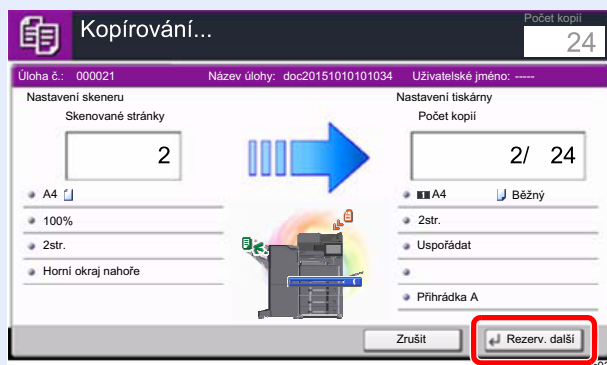 Kopírování...
Počet kopií
24
Úloha č.: 000021 Název úlohy: doc20151010101034 Uživatelské jméno: -----
Nastavení skeneru Nastavení tiskárny
Skenované stránky Počet kopií
2 2/ 24
A4 1 A4 Běžný
100% 2str.
2str. Uspořádat
Horní okraj nahoře
Přihrádka A
Zrušit Rezerv. další